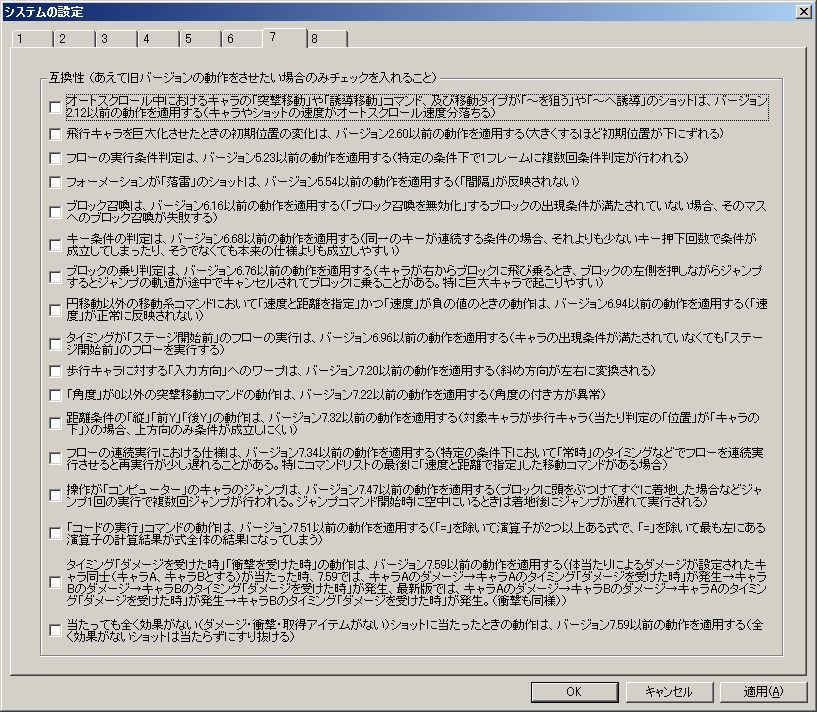 システムの設定
1 2 3 4 5 6 7 8
互換性（あえて旧バージョンの動作をさせたい場合のみチェックを入れること）
オートスクロール中におけるキャラの「突撃移動」や「誘導移動」コマンド、及び移動タイプが「～を狙う」や「～へ誘導」のショットは、バージョン
2.12以前の動作を適用する（キャラやショットの速度がオートスクロール速度分落ちる）
飛行キャラを巨大化させたときの初期位置の変化は、バージョン2.60以前の動作を適用する（大きくするほど初期位置が下にずれる）
フローの実行条件判定は、バージョン5.23以前の動作を適用する（特定の条件下で1フレームに複数回条件判定が行われる）
フォーメーションが「落雷」のショットは、バージョン5.54以前の動作を適用する（「間隔」が反映されない）
ブロック召喚は、バージョン6.16以前の動作を適用する（「ブロック召喚を無効化」するブロックの出現条件が満たされていない場合、そのマス
へのブロック召喚が失敗する）
キー条件の判定は、バージョン6.68以前の動作を適用する（同一のキーが連続する条件の場合、それよりも少ないキー押下回数で条件が
成立してしまったり、そうでなくても本来の仕様よりも成立しやすい）
ブロックの乗り判定は、バージョン6.76以前の動作を適用する（キャラが右からブロックに飛び乗るとき、ブロックの左側を押しながらジャンプ
するとジャンプの軌道が途中でキャンセルされてブロックに乗ることがある。特に巨大キャラで起こりやすい）
円移動以外の移動系コマンドにおいて「速度と距離を指定」かつ「速度」が負の値のときの動作は、バージョン6.94以前の動作を適用する（「速
度」が正常に反映されない）
タイミングが「ステージ開始前」のフローの実行は、バージョン6.96以前の動作を適用する（キャラの出現条件が満たされていなくても「ステー
ジ開始前」のフローを実行する）
歩行キャラに対する「入力方向」へのワープは、バージョン7.20以前の動作を適用する（斜め方向が左右に変換される）
「角度」が0以外の突撃移動コマンドの動作は、バージョン7.22以前の動作を適用する（角度の付き方が異常）
距離条件の「縦」「前Y」「後Y」の動作は、バージョン7.32以前の動作を適用する（対象キャラが歩行キャラ（当たり判定の「位置」が「キャラの
下」）の場合、上方向のみ条件が成立しにくい）
フローの連続実行における仕様は、バージョン7.34以前の動作を適用する（特定の条件下において「常時」のタイミングなどでフローを連続実
行させると再実行が少し遅れることがある。特にコマンドリストの最後に「速度と距離で指定」した移動コマンドがある場合）
操作が「コンピューター」のキャラのジャンプは、バージョン7.47以前の動作を適用する（ブロックに頭をぶつけてすぐに着地した場合などジャ
ンプ1回の実行で複数回ジャンプが行われる。ジャンプコマンド開始時に空中にいるときは着地後にジャンプが遅れて実行される）
「コードの実行」コマンドの動作は、バージョン7.51以前の動作を適用する（「=」を除いて演算子が2つ以上ある式で、「=」を除いて最も左にある
演算子の計算結果が式全体の結果になってしまう）
タイミング「ダメージを受けた時」「衝撃を受けた時」の動作は、バージョン7.59以前の動作を適用する（体当たりによるダメージが設定されたキ
ャラ同士（キャラA、キャラBとする）が当たった時、7.59では、キャラAのダメージ→キャラAのタイミング「ダメージを受けた時」が発生→キャラ
Bのダメージ→キャラBのタイミング「ダメージを受けた時」が発生、最新版では、キャラAのダメージ→キャラBのダメージ→キャラAのタイミン
グ「ダメージを受けた時」が発生→キャラBのタイミング「ダメージを受けた時」が発生。（衝撃も同様））
当たっても全く効果がない（ダメージ・衝撃・取得アイテムがない）ショットに当たったときの動作は、バージョン7.59以前の動作を適用する（全
く効果がないショットは当たらずにすり抜ける）
OK キャンセル 適用(A)